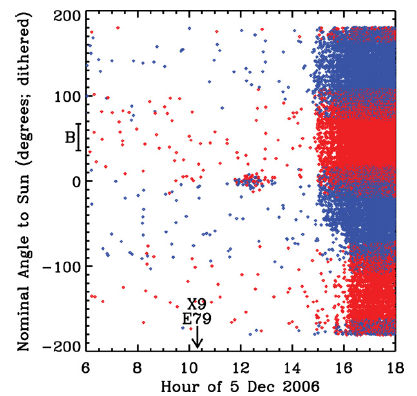 Nominal Angle to Sun (degrees; dithered)
200
100
B
0
-100
-200
X9
E79
6 8 10 12 14 16 18
Hour of 5 Dec 2006